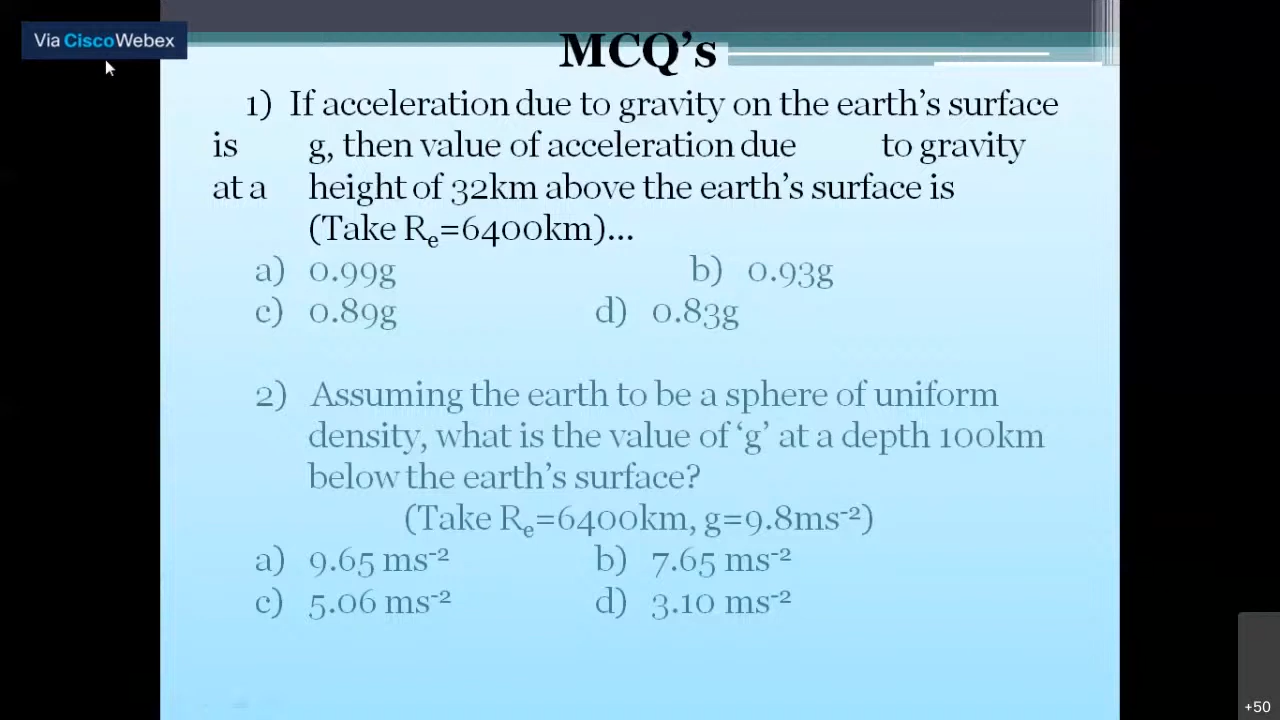 Via CiscoWebex
MCQ's
1) If acceleration due to gravity on the earth's surface
is g, then value of acceleration due to gravity
at a height of 32km above the earth's surface is
(Take Rₑ=6400km)...
a) 0.99g b) 0.93g
c) 0.89g d) 0.83g
2) Assuming the earth to be a sphere of uniform
density, what is the value of 'g' at a depth 100km
below the earth's surface?
(Take Rₑ=6400km, g=9.8ms⁻²)
a) 9.65 ms⁻² b) 7.65 ms⁻²
c) 5.06 ms⁻² d) 3.10 ms⁻²
+50